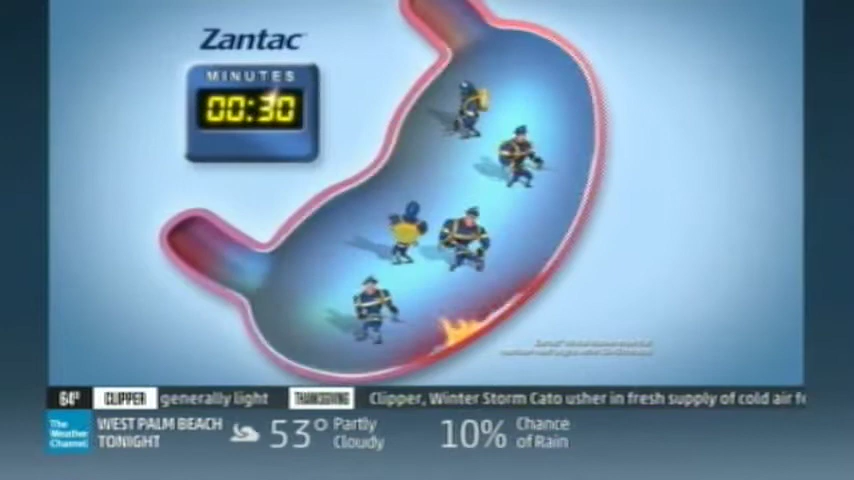 Zantac
MINUTES
00:30
64° CLIPPER generally light THANKSGIVING Clipper, Winter Storm Cato usher in fresh supply of cold air
The Weather Channel
WEST PALM BEACH
TONIGHT
53° Partly Cloudy
10% Chance of Rain